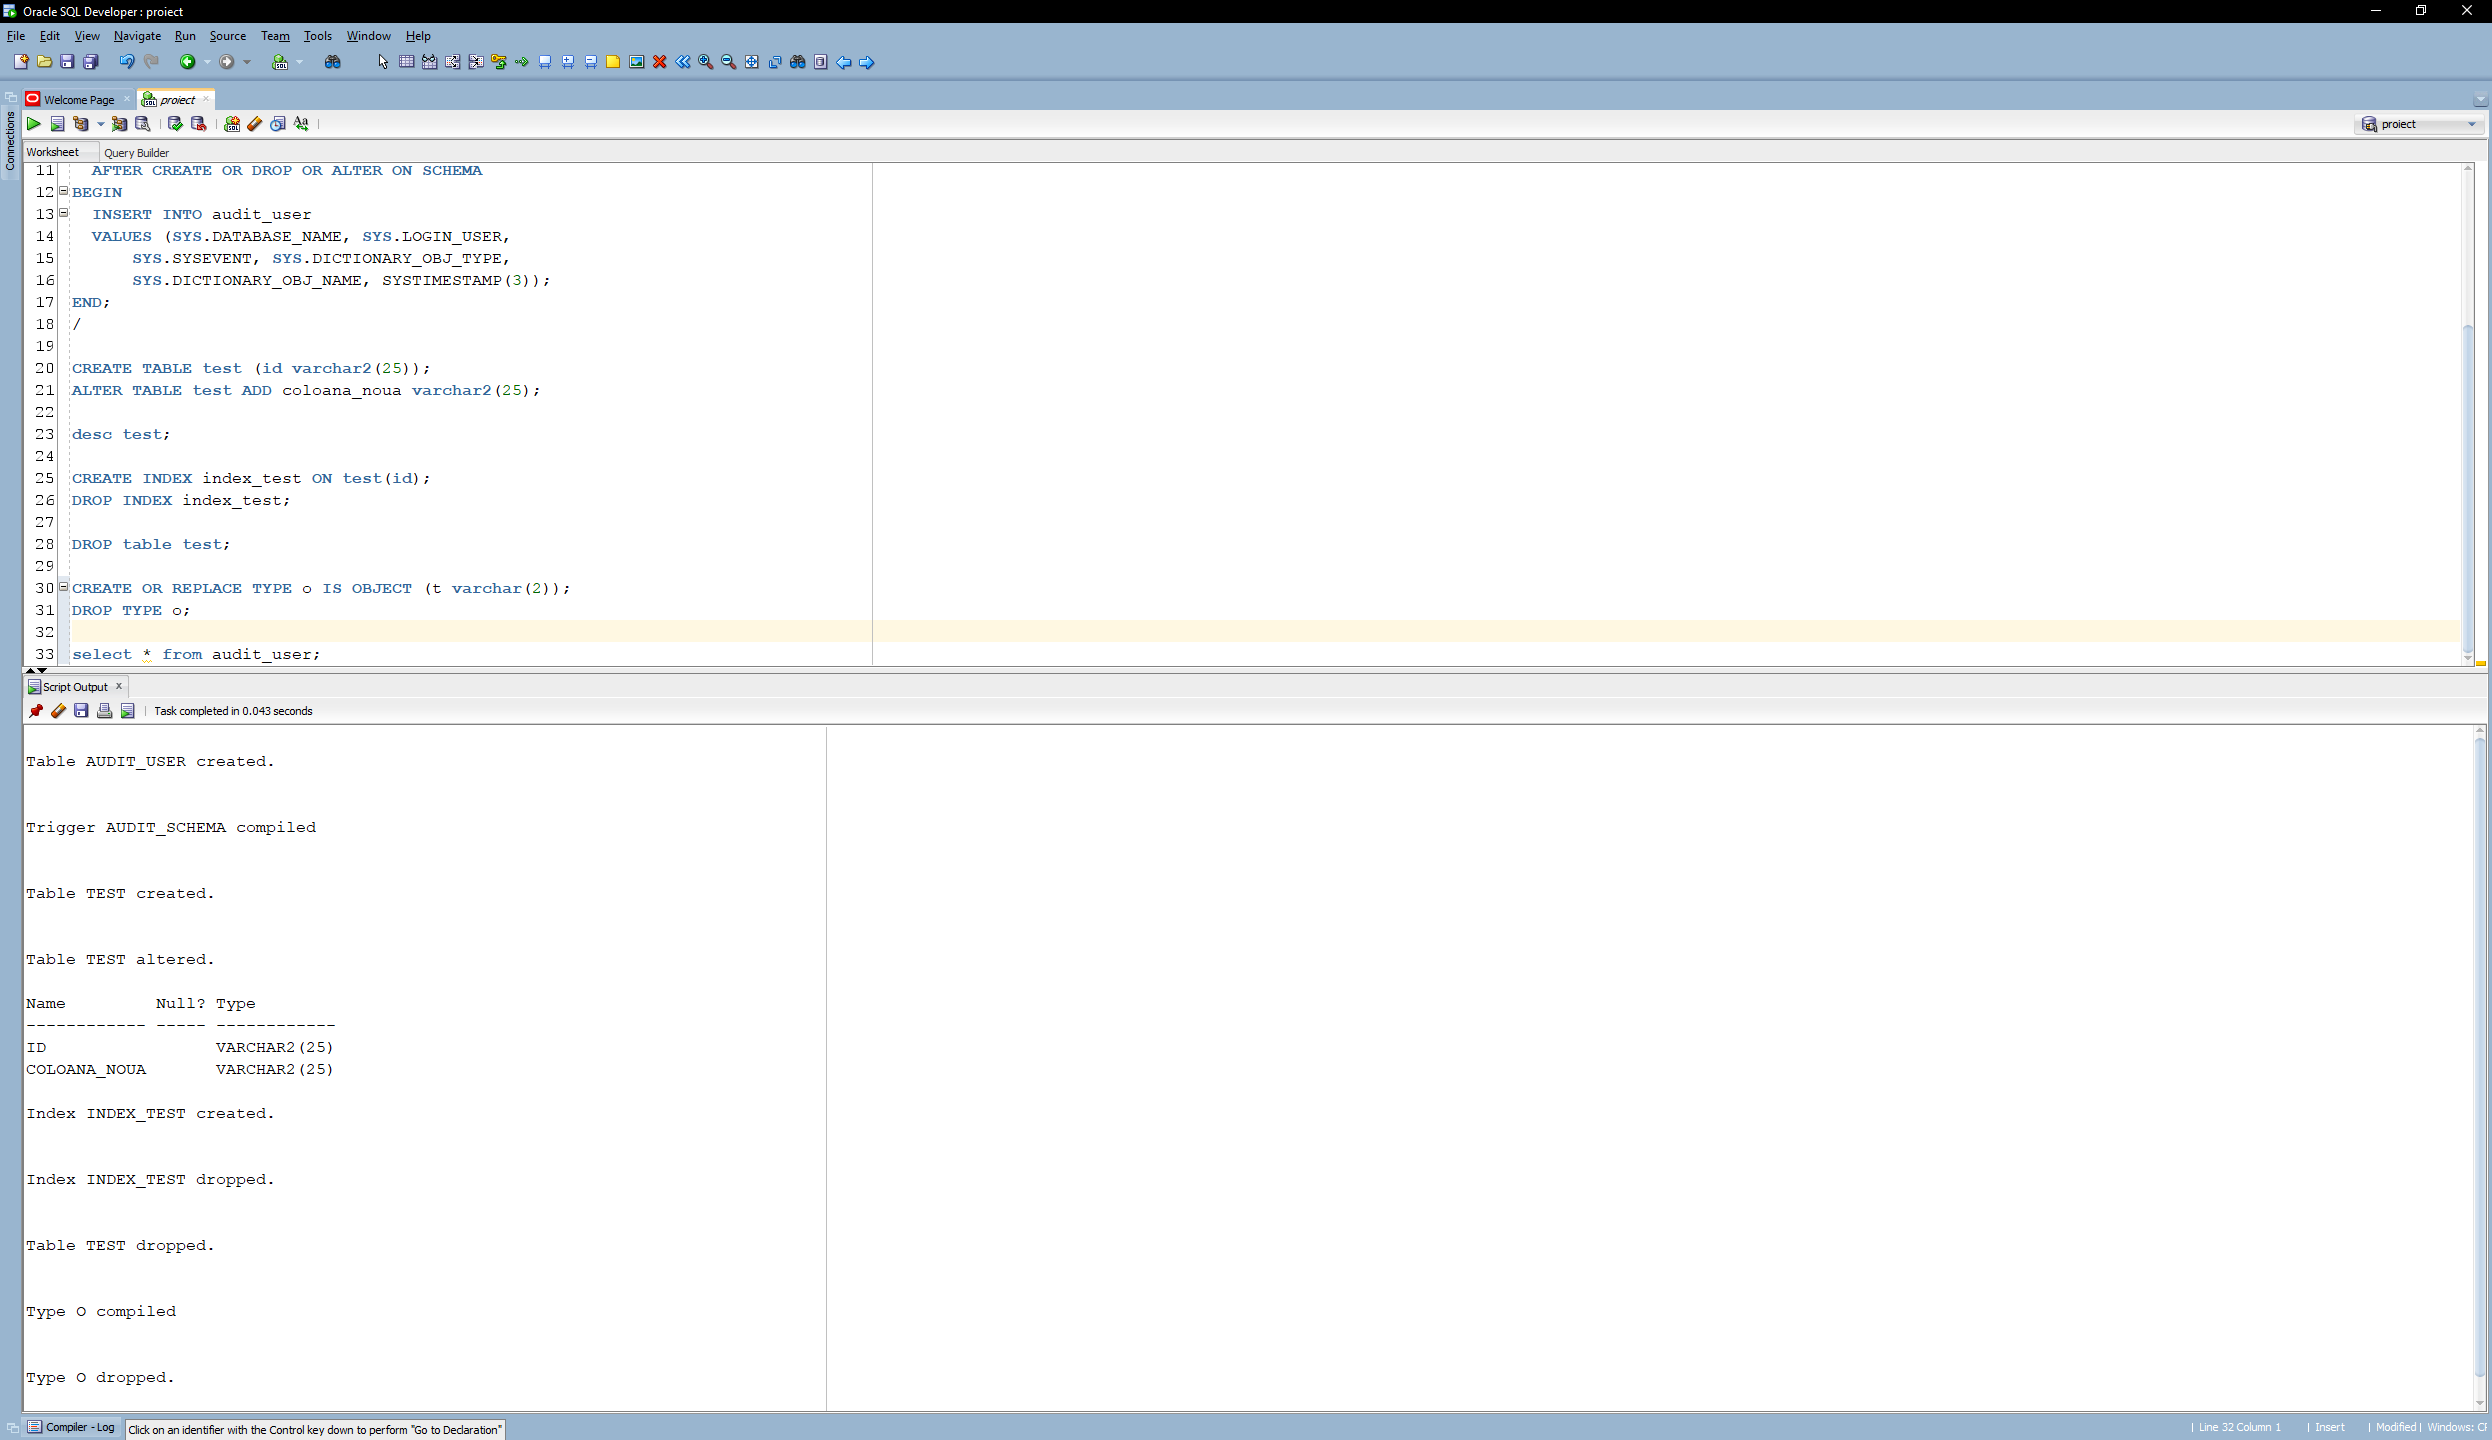 Oracle SQL Developer : proiect
File Edit View Navigate Run Source Team Tools Window Help
Connections
Welcome Page
proiect
proiect
Worksheet Query Builder
11 AFTER CREATE OR DROP OR ALTER ON SCHEMA
12 BEGIN
13 INSERT INTO audit_user
14 VALUES (SYS.DATABASE_NAME, SYS.LOGIN_USER,
15 SYS.SYSEVENT, SYS.DICTIONARY_OBJ_TYPE,
16 SYS.DICTIONARY_OBJ_NAME, SYSTIMESTAMP(3));
17 END;
18 /
19
20 CREATE TABLE test (id varchar2(25));
21 ALTER TABLE test ADD coloana_noua varchar2(25);
22
23 desc test;
24
25 CREATE INDEX index_test ON test(id);
26 DROP INDEX index_test;
27
28 DROP table test;
29
30 CREATE OR REPLACE TYPE o IS OBJECT (t varchar(2));
31 DROP TYPE o;
32
33 select * from audit_user;
Script Output x
Task completed in 0.043 seconds
Table AUDIT_USER created.
Trigger AUDIT_SCHEMA compiled
Table TEST created.
Table TEST altered.
Name Null? Type
------------ ----- ------------
ID VARCHAR2(25)
COLOANA_NOUA VARCHAR2(25)
Index INDEX_TEST created.
Index INDEX_TEST dropped.
Table TEST dropped.
Type O compiled
Type O dropped.
Compiler - Log
Click on an identifier with the Control key down to perform "Go to Declaration"
| Line 32 Column 1 | Insert | Modified | Windows: CF